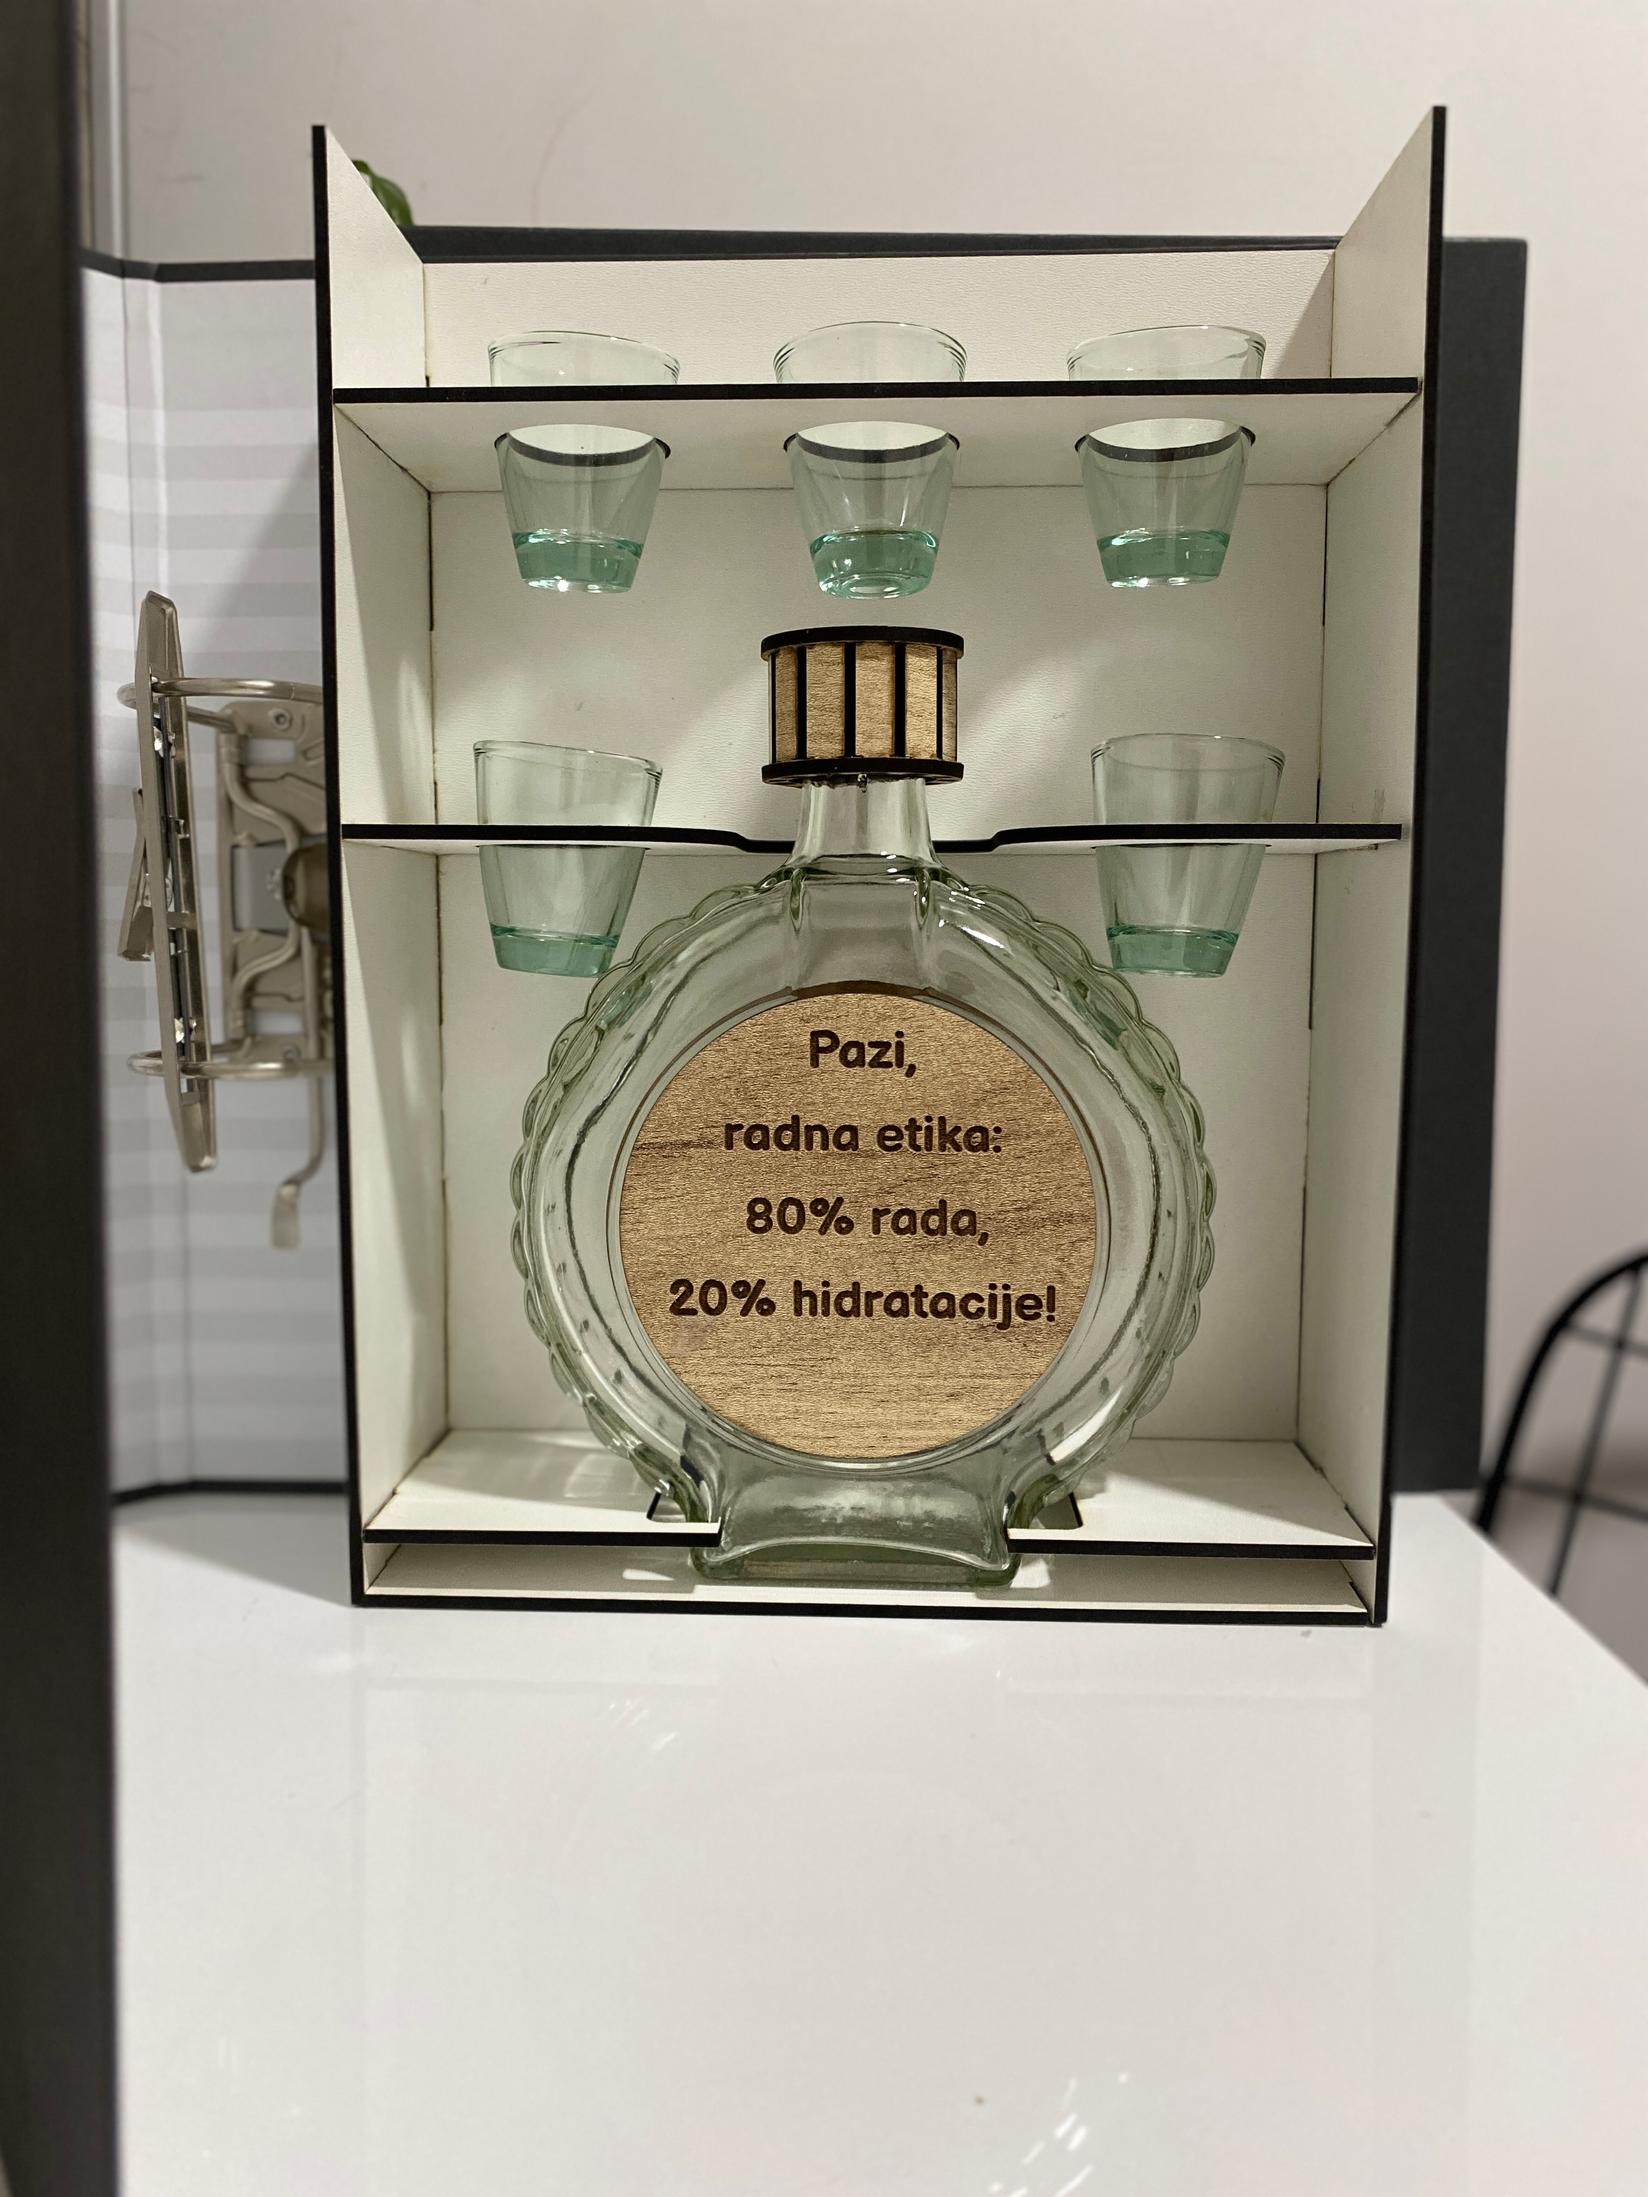 Pazi,
radna etika:
80% rada,
20% hidratacije!